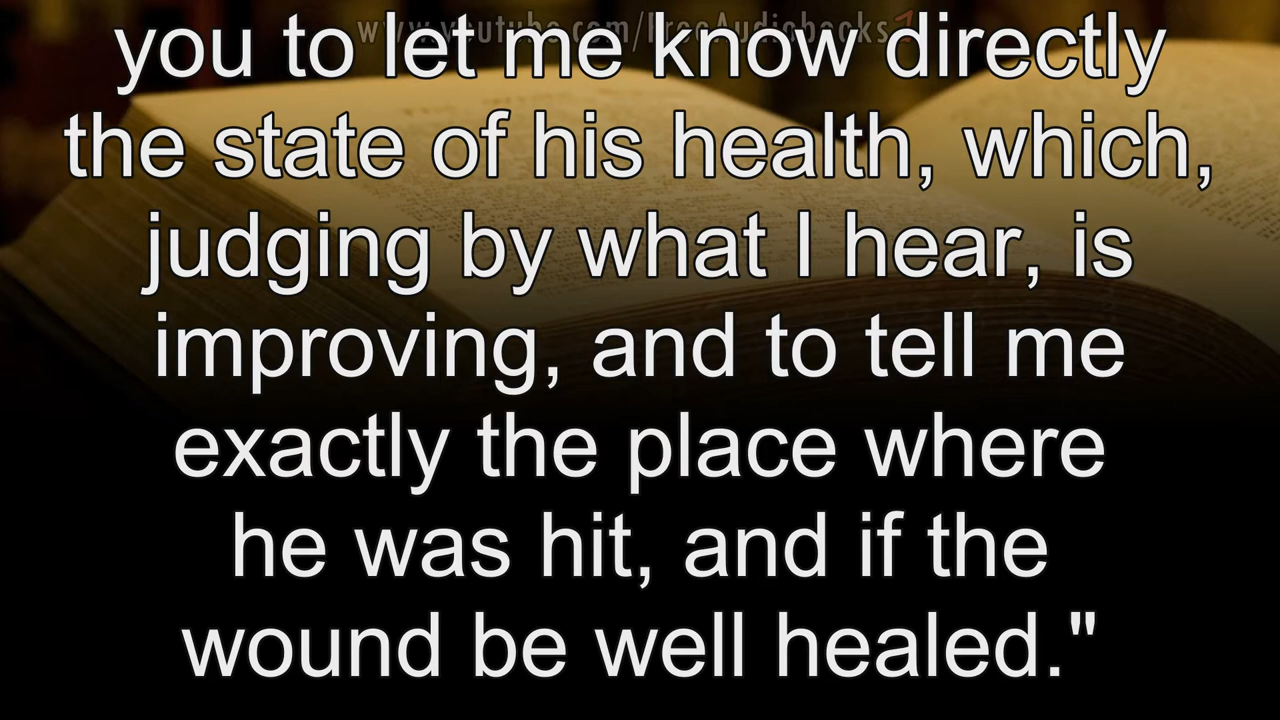 www.youtube.com/FreeAudiobooks
you to let me know directly
the state of his health, which,
judging by what I hear, is
improving, and to tell me
exactly the place where
he was hit, and if the
wound be well healed."